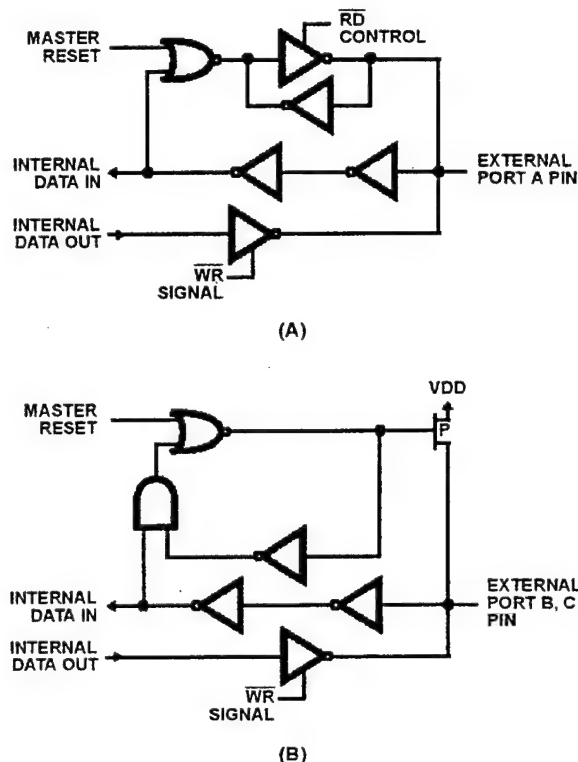 MASTER
RESET
RD
CONTROL
INTERNAL
DATA IN
EXTERNAL
PORT A PIN
INTERNAL
DATA OUT
WR
SIGNAL
(A)
MASTER
RESET
VDD
P
INTERNAL
DATA IN
EXTERNAL
PORT B, C
PIN
INTERNAL
DATA OUT
WR
SIGNAL
(B)